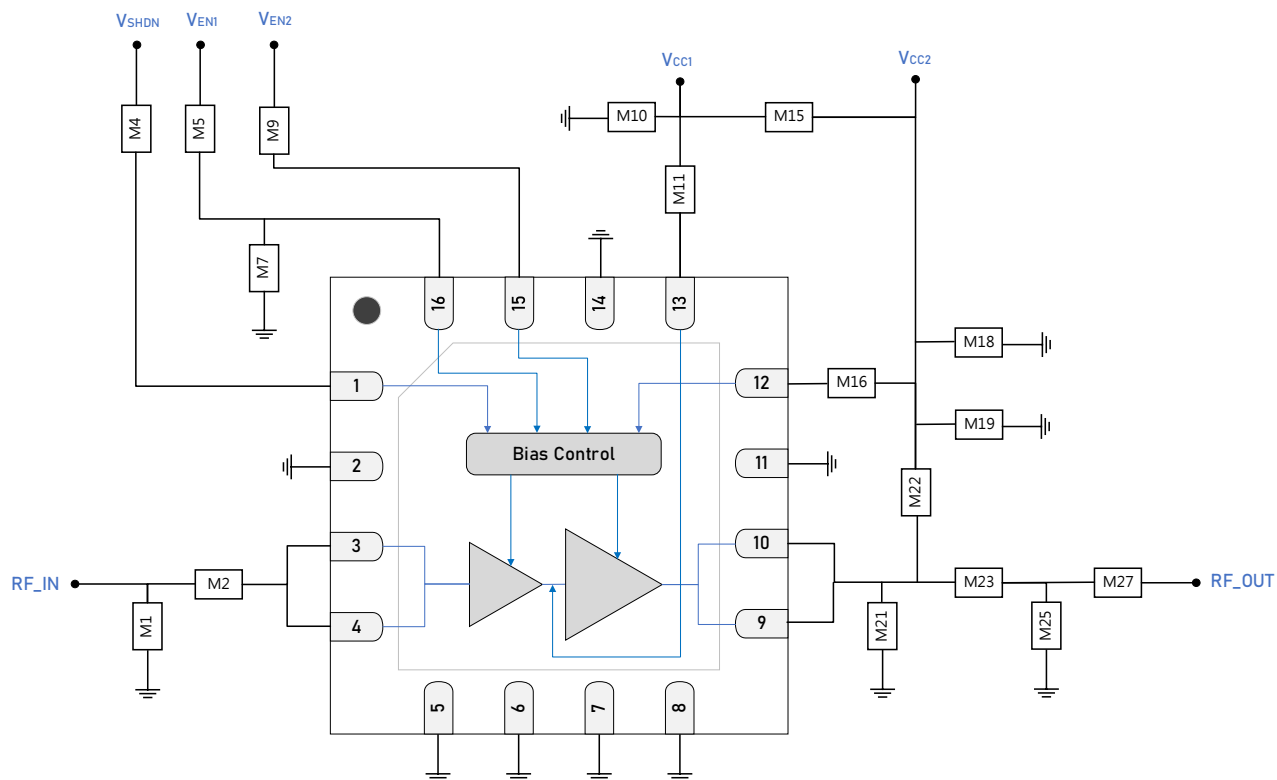 VSHDN
VEN1
VEN2
VCC1
VCC2
M4
M5
M9
M10
M15
M11
M7
16
15
14
13
M18
1
12
M16
M19
Bias Control
2
11
M22
3
10
RF_IN
M2
M23
M27
RF_OUT
M1
4
9
M21
M25
5
6
7
8